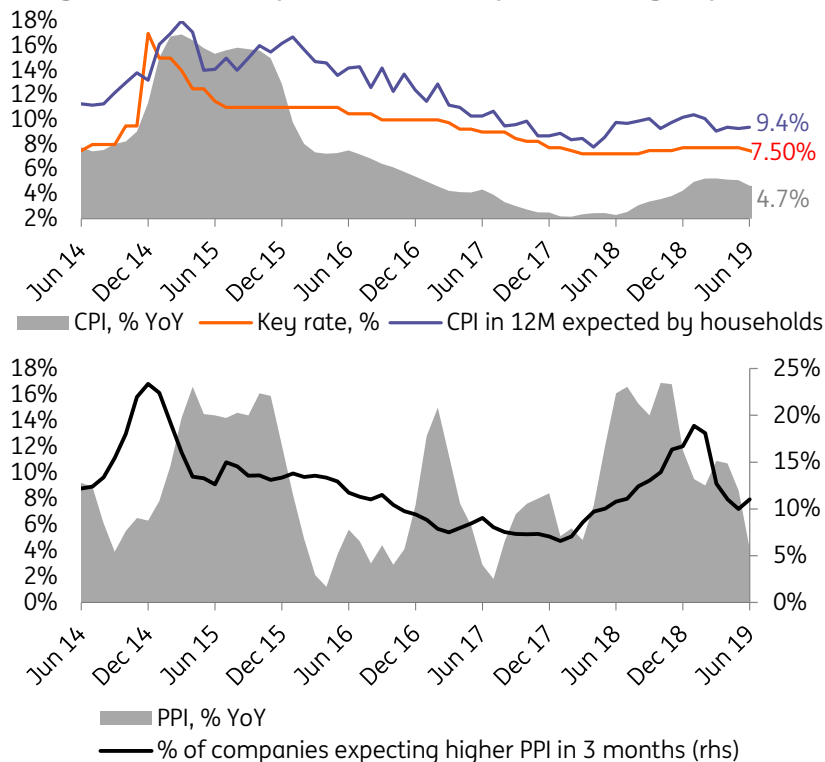 18%
16%
14%
12%
10%
8%
6%
4%
2%
9.4%
7.50%
4.7%
Jun 14
Dec 14
Jun 15
Dec 15
Jun 16
Dec 16
Jun 17
Dec 17
Jun 18
Dec 18
Jun 19
CPI, % YoY
Key rate, %
CPI in 12M expected by households
18%
16%
14%
12%
10%
8%
6%
4%
2%
0%
25%
20%
15%
10%
5%
0%
Jun 14
Dec 14
Jun 15
Dec 15
Jun 16
Dec 16
Jun 17
Dec 17
Jun 18
Dec 18
Jun 19
PPI, % YoY
% of companies expecting higher PPI in 3 months (rhs)